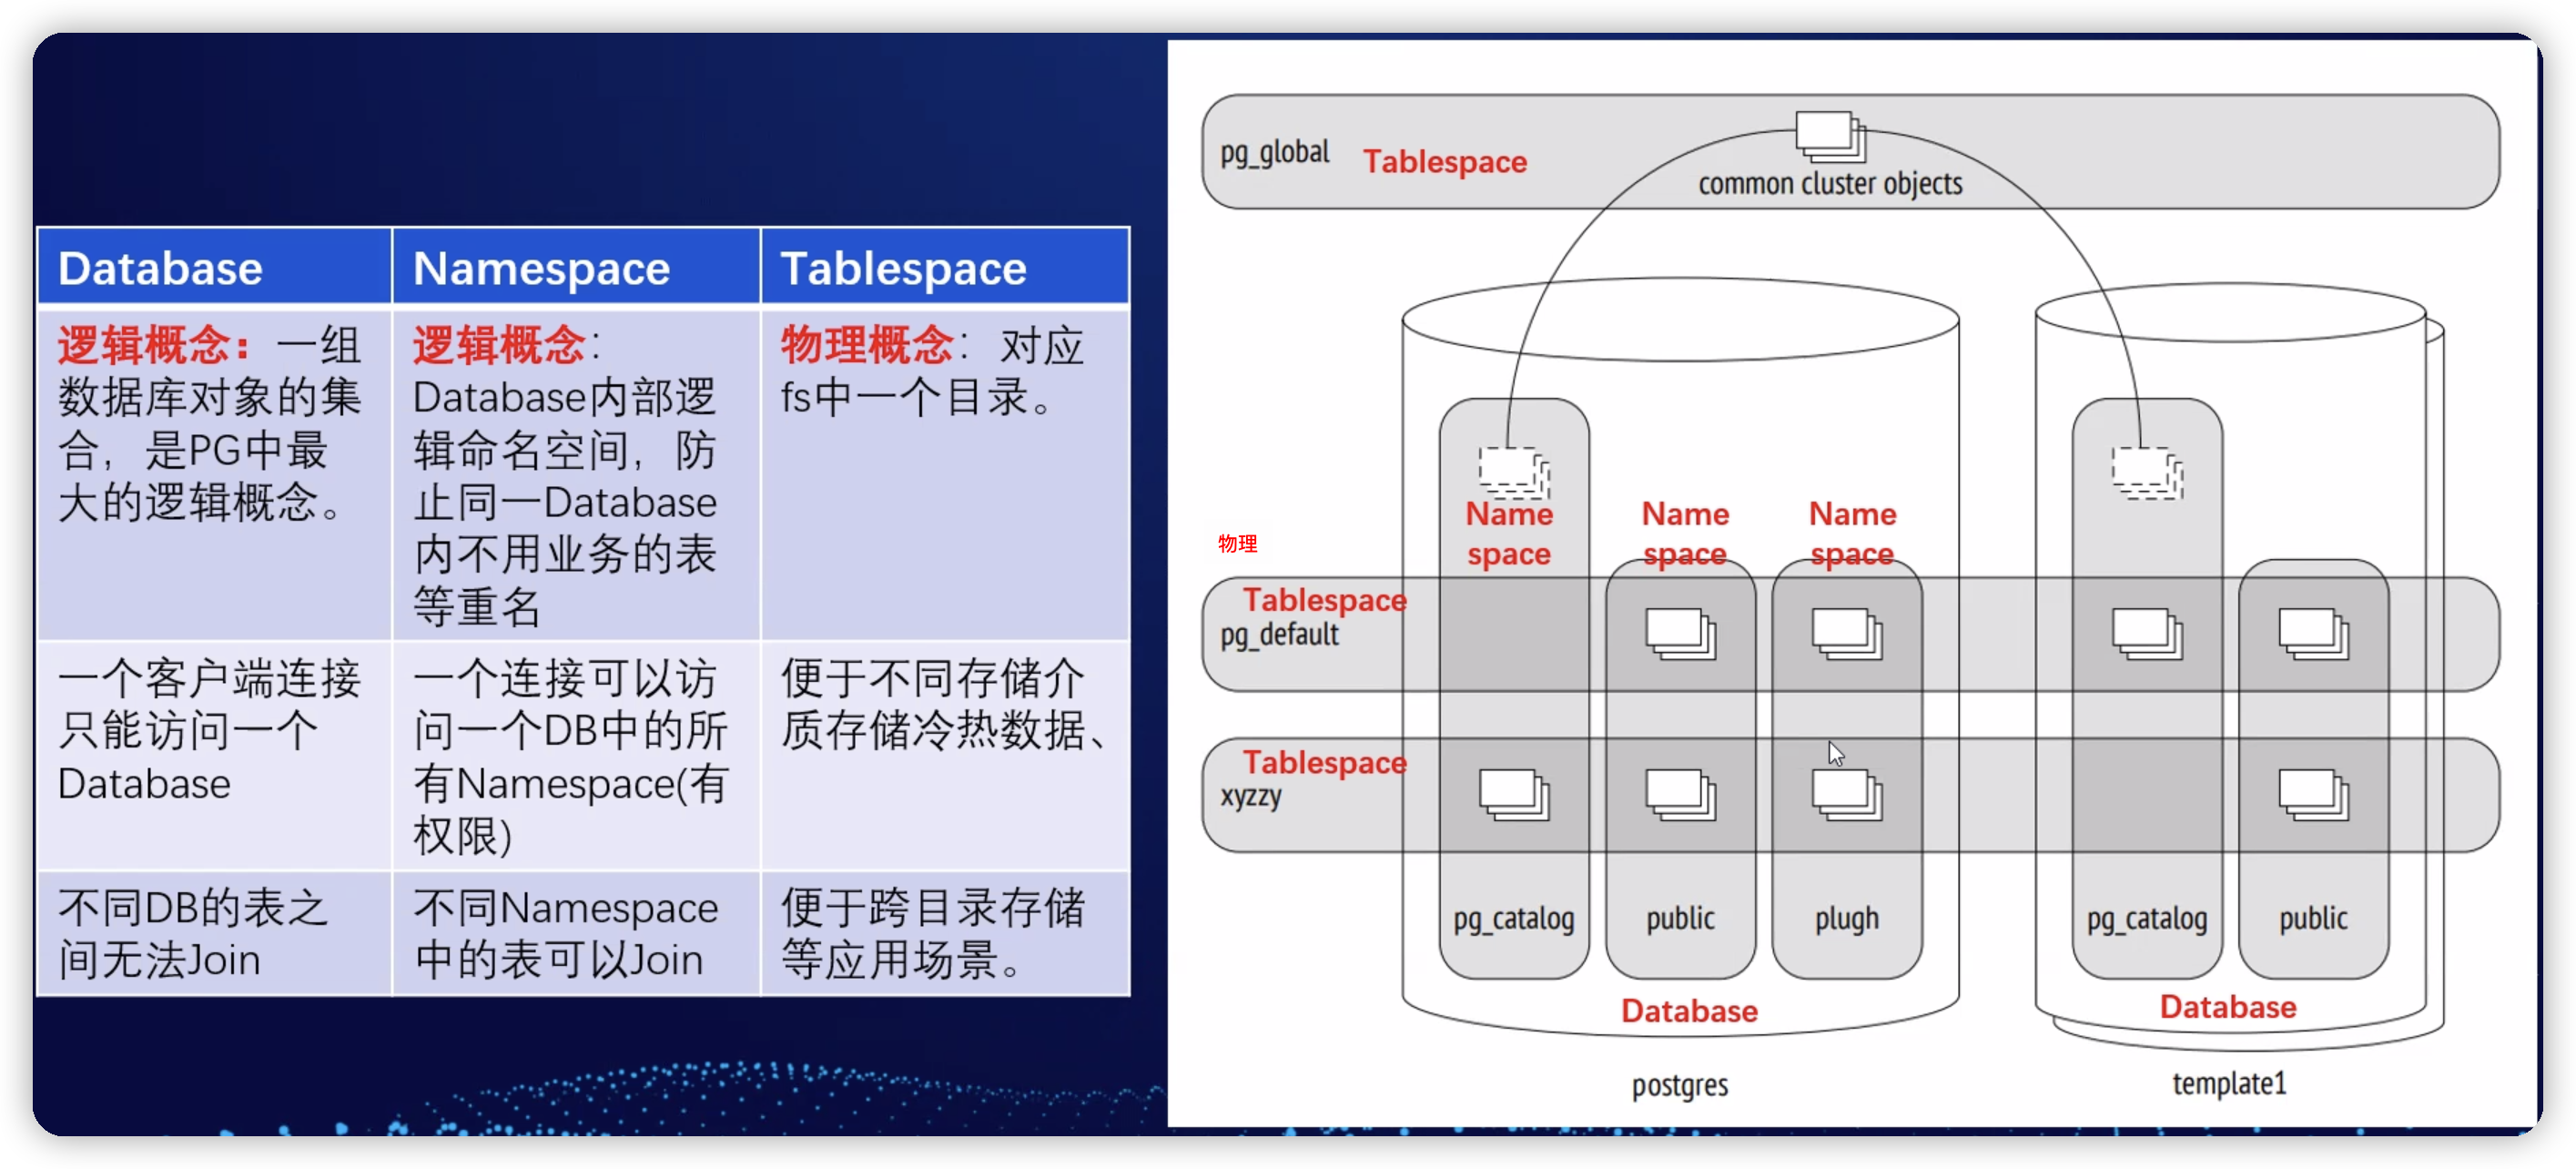 Database
Namespace
Tablespace
逻辑概念：一组
数据库对象的集
合，是PG中最
大的逻辑概念。
逻辑概念：
Database内部逻
辑命名空间，防
止同一Database
内不用业务的表
等重名
物理概念：对应
fs中一个目录。
一个客户端连接
只能访问一个
Database
一个连接可以访
问一个DB中的所
有Namespace(有
权限)
便于不同存储介
质存储冷热数据、
不同DB的表之
间无法Join
不同Namespace
中的表可以Join
便于跨目录存储
等应用场景。
pg_global
Tablespace
common cluster objects
Name
space
Name
space
Name
space
物理
Tablespace
pg_default
Tablespace
xyzzy
pg_catalog
public
plugh
pg_catalog
public
Database
Database
postgres
template1